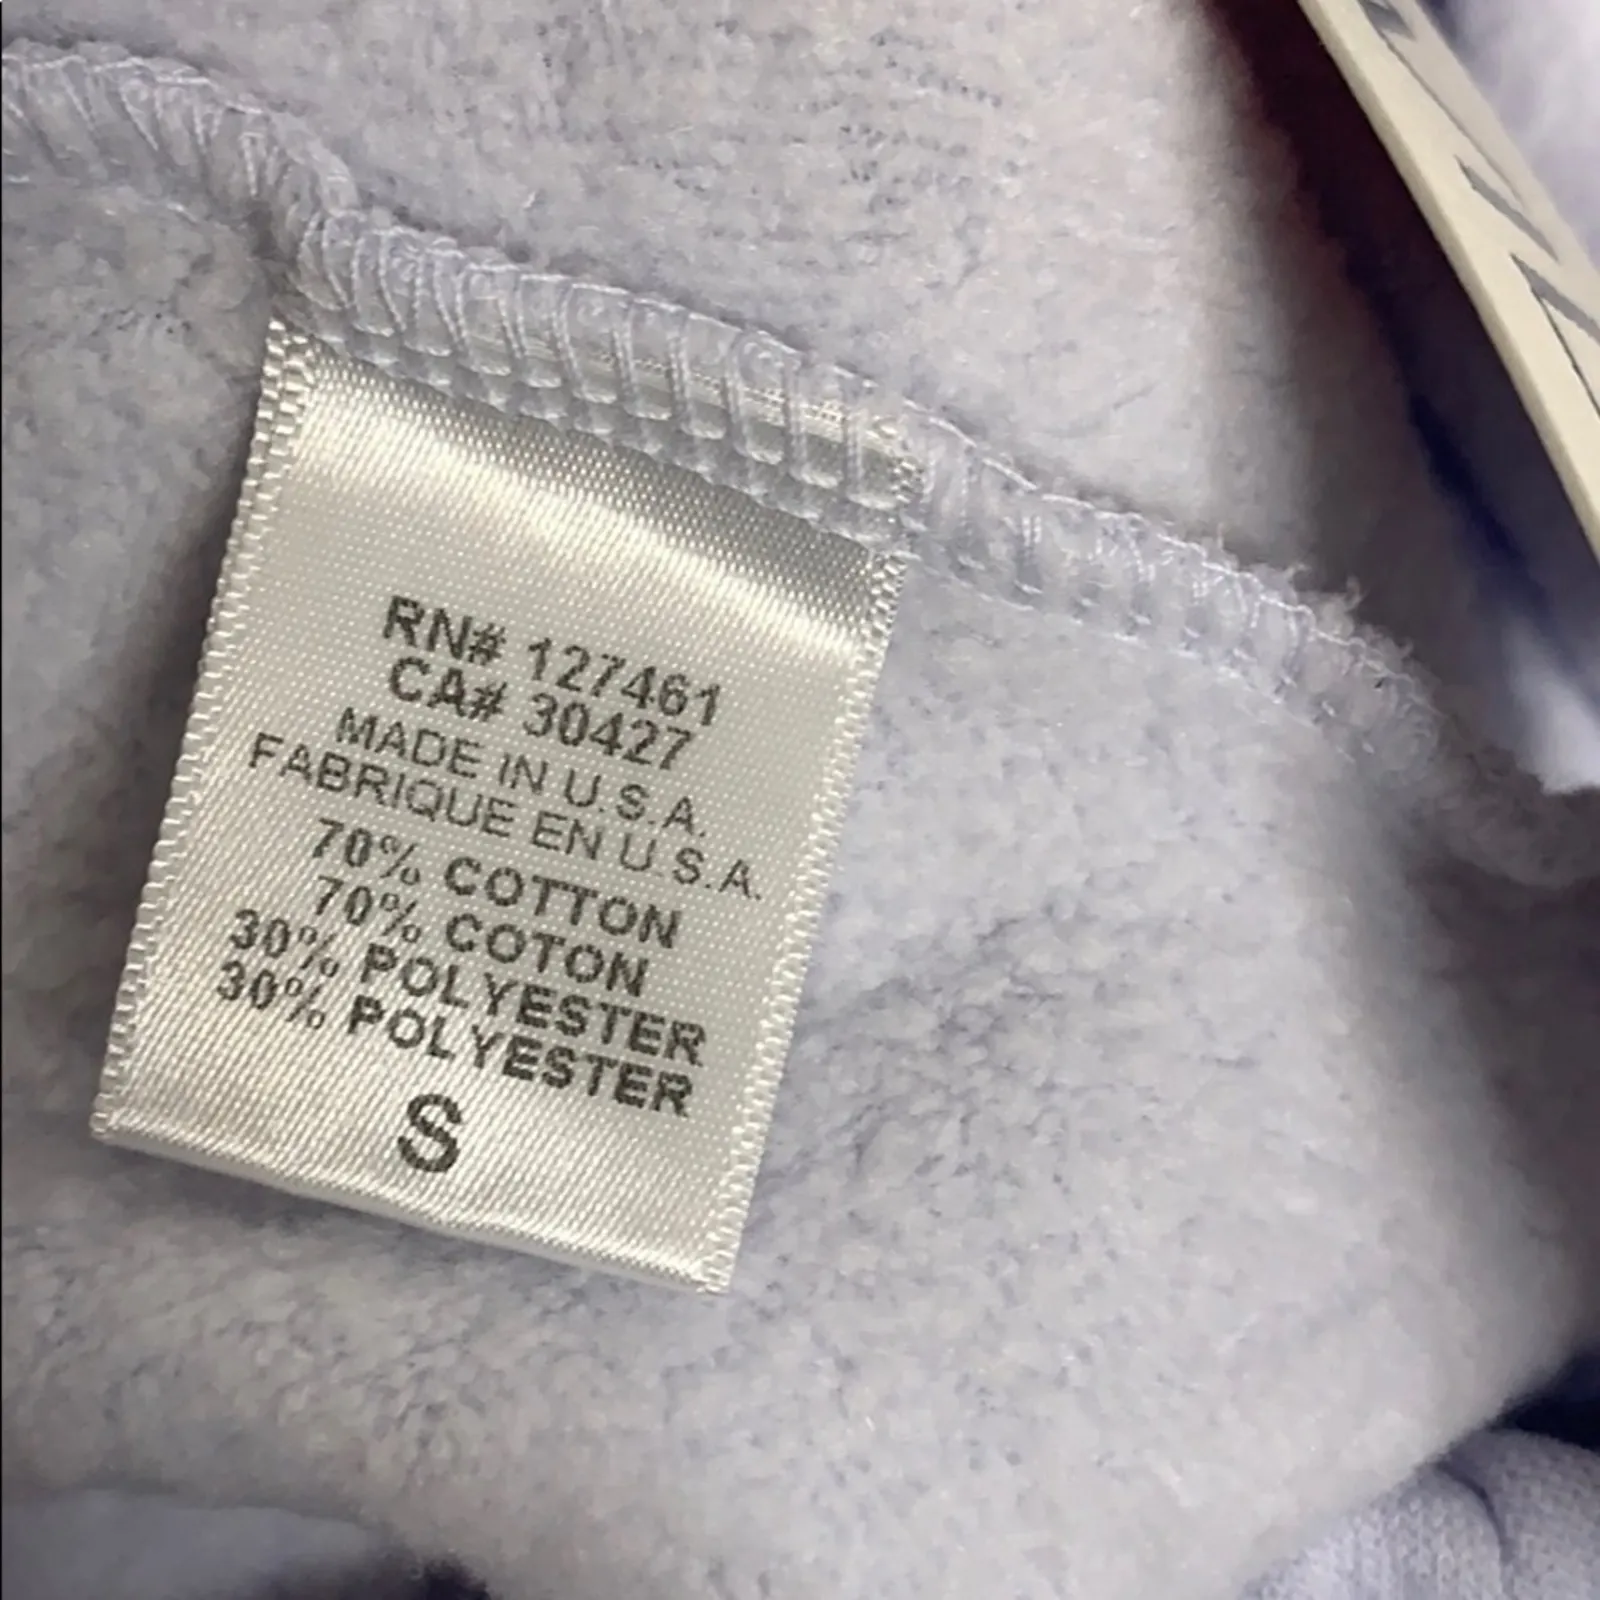 RN# 127461
CA# 30427
MADE IN U.S.A.
FABRIQUE EN U.S.A.
70% COTTON
70% COTON
30% POLYESTER
30% POLYESTER
S